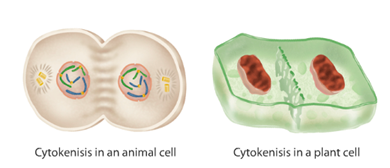 Cytokenisis in an animal cell
Cytokenisis in a plant cell